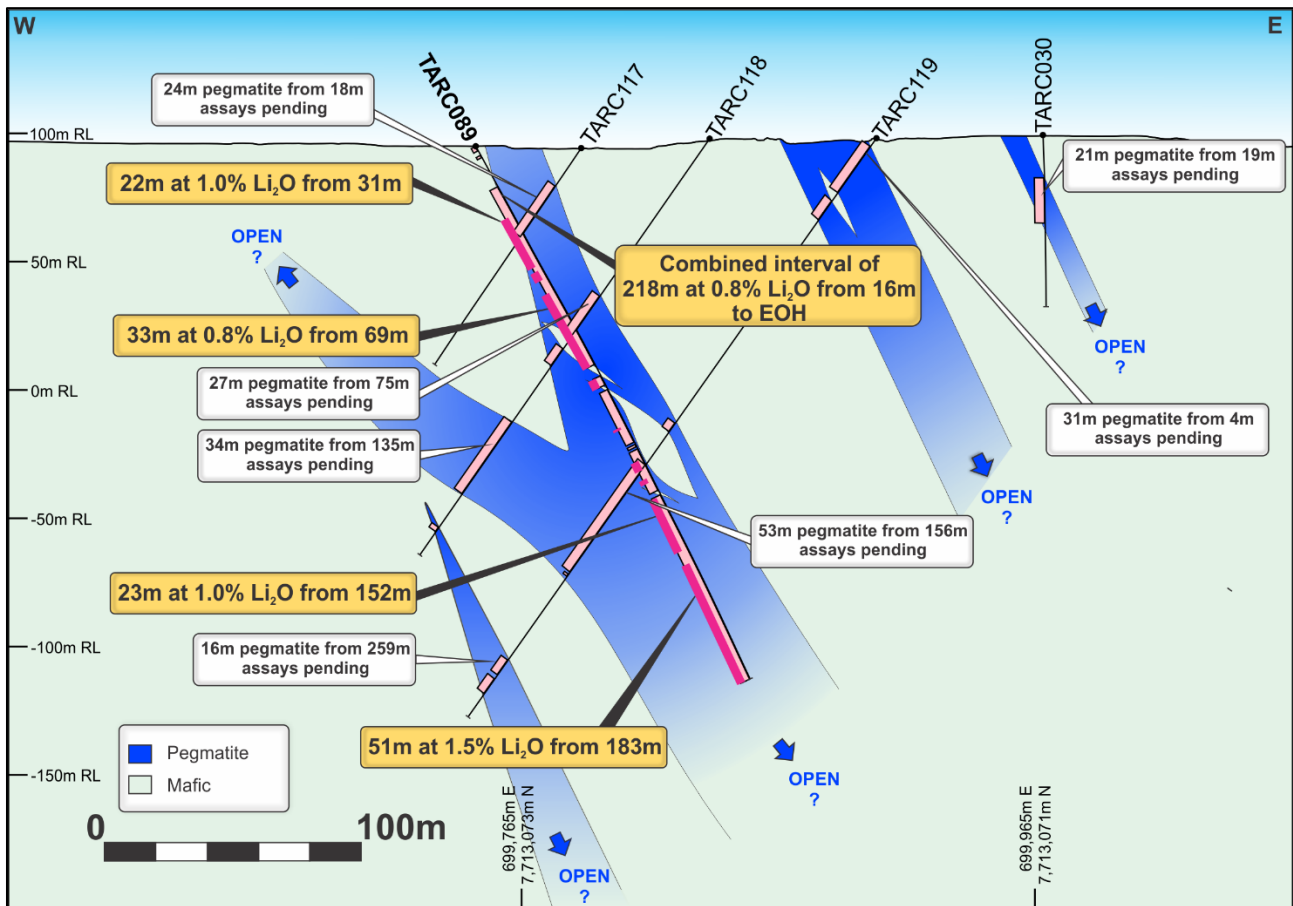 W
E
TARC089
TARC117
TARC118
TARC119
TARC030
24m pegmatite from 18m
assays pending
100m RL
21m pegmatite from 19m
assays pending
22m at 1.0% Li₂O from 31m
OPEN
?
50m RL
Combined interval of
218m at 0.8% Li₂O from 16m
to EOH
33m at 0.8% Li₂O from 69m
OPEN
?
27m pegmatite from 75m
assays pending
0m RL
31m pegmatite from 4m
assays pending
34m pegmatite from 135m
assays pending
OPEN
?
-50m RL
53m pegmatite from 156m
assays pending
23m at 1.0% Li₂O from 152m
-100m RL
16m pegmatite from 259m
assays pending
51m at 1.5% Li₂O from 183m
Pegmatite
Mafic
-150m RL
OPEN
?
0
100m
699,765m E
7,713,073m N
699,965m E
7,713,071m N
OPEN
?